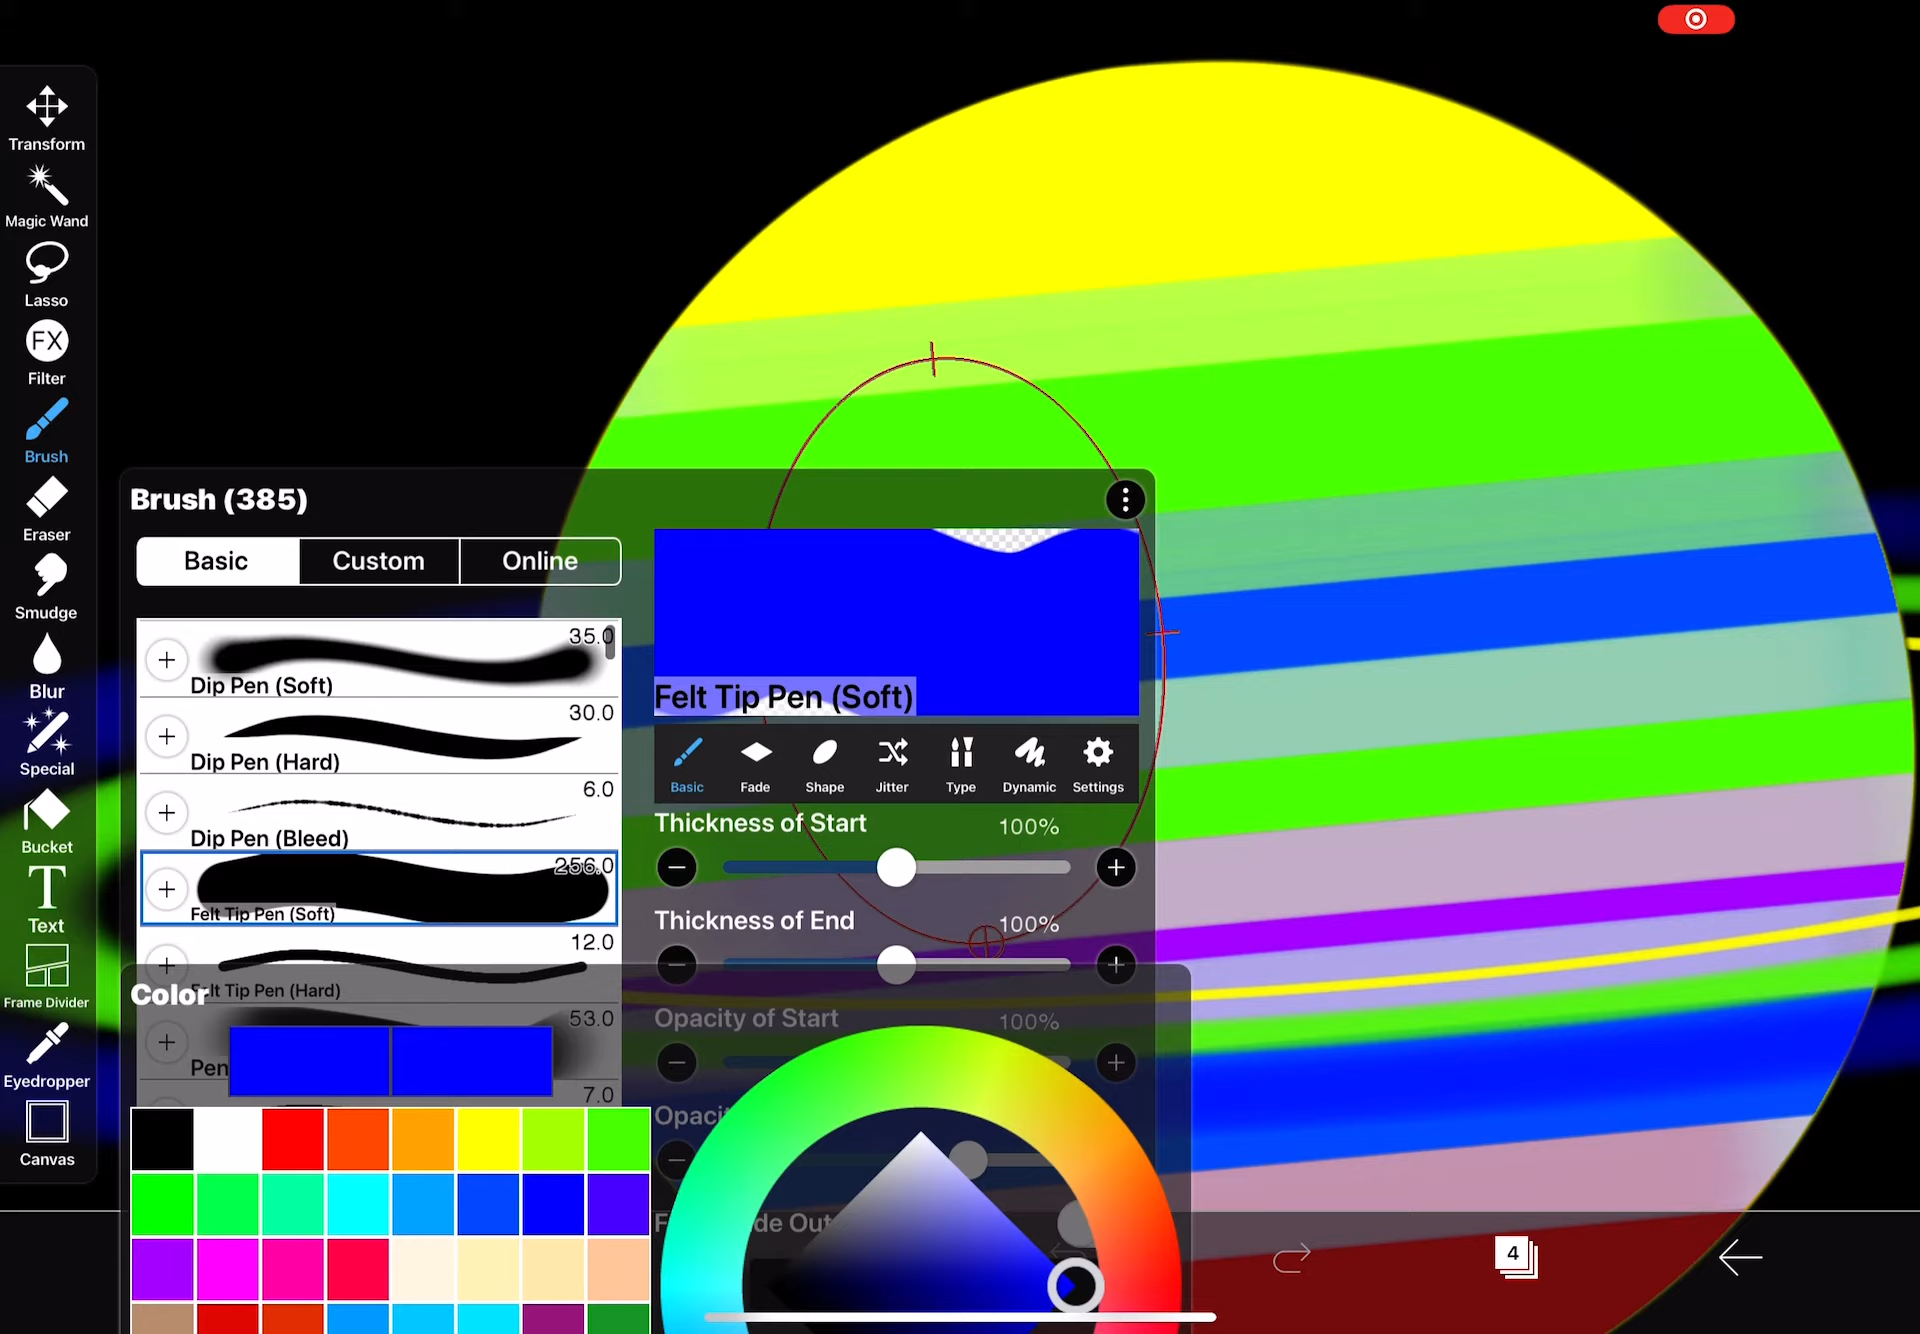 Transform
Magic Wand
Lasso
FX
Filter
Brush
Eraser
Smudge
Blur
Special
Bucket
T
Text
Frame Divider
Eyedropper
Canvas
Brush (385)
Basic Custom Online
35.0
Dip Pen (Soft)
30.0
Dip Pen (Hard)
6.0
Dip Pen (Bleed)
256.0
Felt Tip Pen (Soft)
12.0
Felt Tip Pen (Hard)
53.0
Pen
7.0
Felt Tip Pen (Soft)
Basic Fade Shape Jitter Type Dynamic Settings
Thickness of Start 100%
Thickness of End 100%
Opacity of Start 100%
Color
4